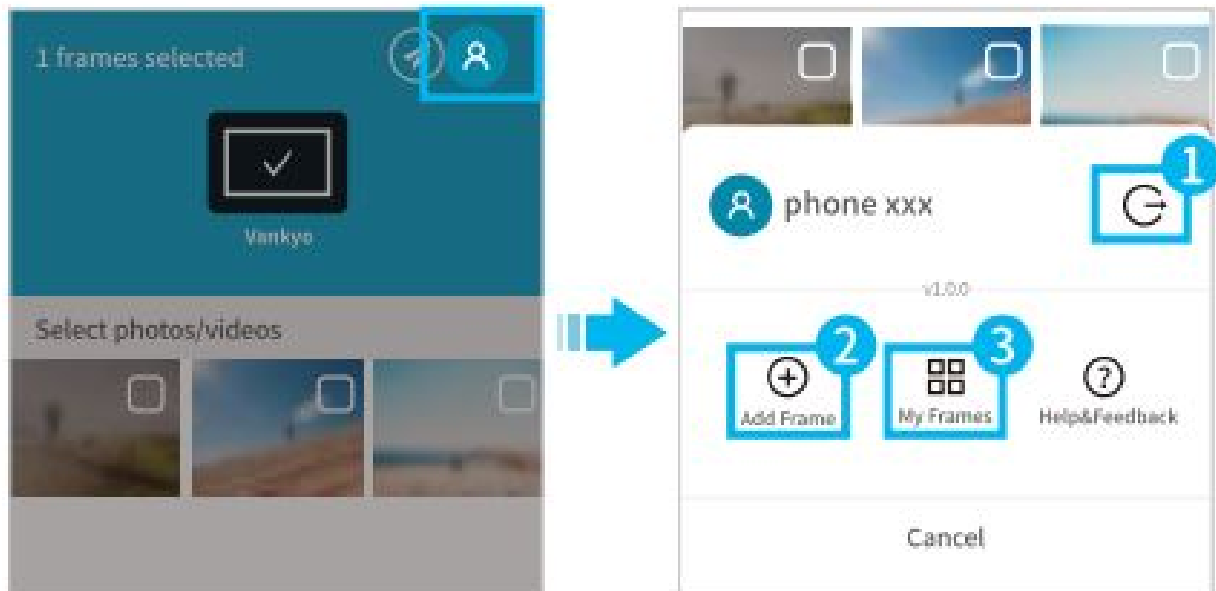 1 frames selected
Vankyo
Select photos/videos
1
phone xxx
v1.0.0
2
3
Add Frame
My Frames
Help&Feedback
Cancel